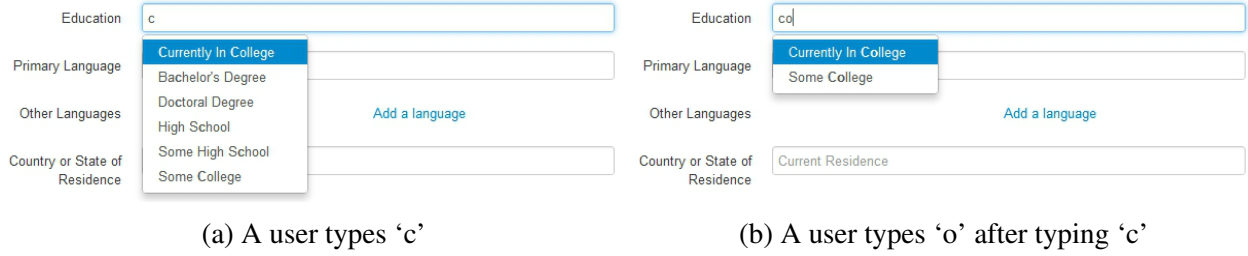 Education
c
Currently In College
Bachelor's Degree
Doctoral Degree
High School
Some High School
Some College
Primary Language
Other Languages
Add a language
Country or State of
Residence
(a) A user types ‘c’
Education
co
Currently In College
Some College
Primary Language
Other Languages
Add a language
Country or State of
Residence
Current Residence
(b) A user types ‘o’ after typing ‘c’